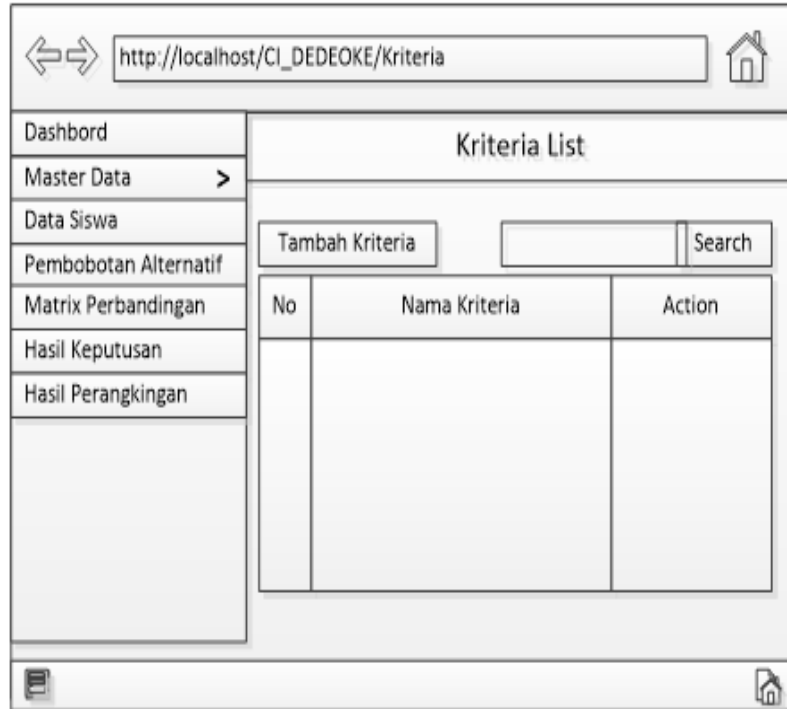 http://localhost/CI_DEDEOKE/Kriteria
Dashbord
Master Data >
Data Siswa
Pembobotan Alternatif
Matrix Perbandingan
Hasil Keputusan
Hasil Perangkingan
Kriteria List
Tambah Kriteria
Search
No Nama Kriteria Action